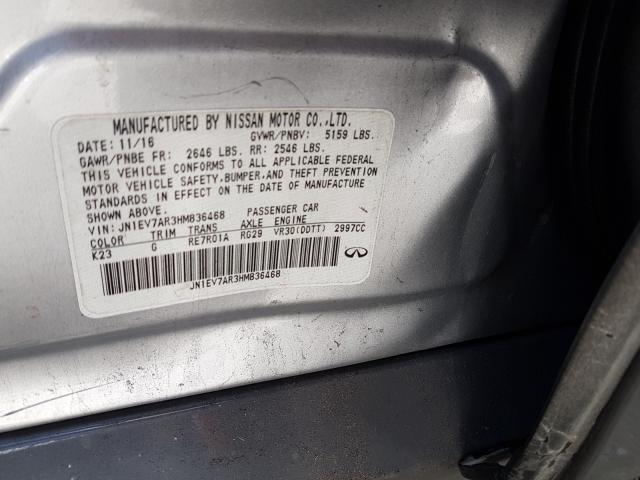 MANUFACTURED BY NISSAN MOTOR CO.,LTD.
DATE: 11/16 GVWR/PNBV: 5159 LBS.
GAWR/PNBE FR: 2646 LBS. RR: 2546 LBS.
THIS VEHICLE CONFORMS TO ALL APPLICABLE FEDERAL
MOTOR VEHICLE SAFETY, BUMPER, AND THEFT PREVENTION
STANDARDS IN EFFECT ON THE DATE OF MANUFACTURE
SHOWN ABOVE.
VIN: JN1EV7AR3HM836468 PASSENGER CAR
COLOR TRIM TRANS AXLE ENGINE
K23 G RE7R01A RG29 VR30(DDTT) 2997CC
JN1EV7AR3HM836468